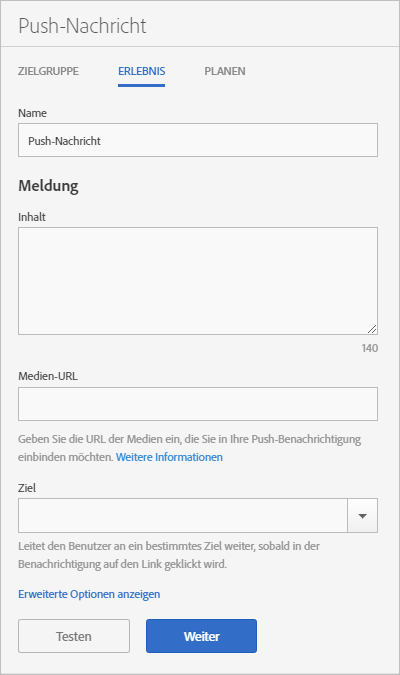 Push-Nachricht
ZIELGRUPPE ERLEBNIS PLANEN
Name
Push-Nachricht
Meldung
Inhalt
140
Medien-URL
Geben Sie die URL der Medien ein, die Sie in Ihre Push-Benachrichtigung
einbinden möchten. Weitere Informationen
Ziel
Leitet den Benutzer an ein bestimmtes Ziel weiter, sobald in der
Benachrichtigung auf den Link geklickt wird.
Erweiterte Optionen anzeigen
Testen Weiter